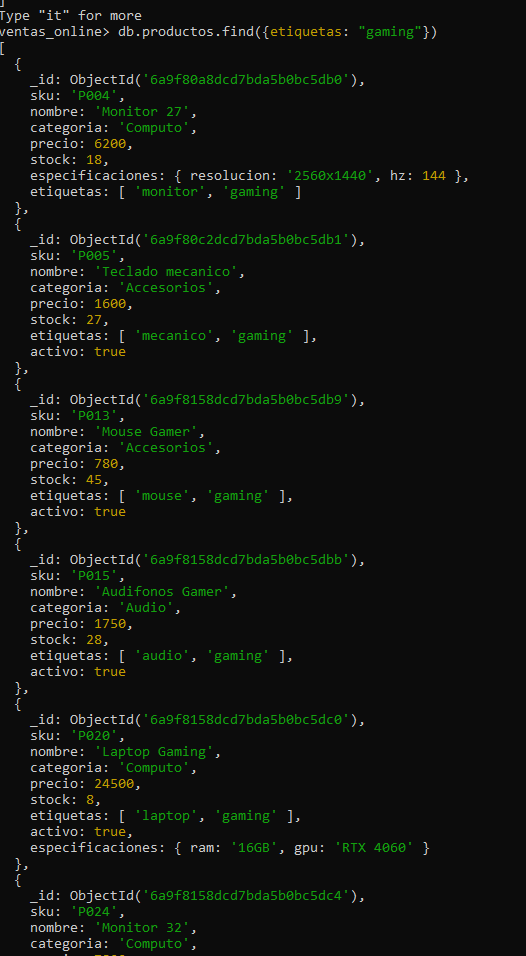 ]
Type "it" for more
ventas_online> db.productos.find({etiquetas: "gaming"})
[
  {
    _id: ObjectId('6a9f80a8dcd7bda5b0bc5db0'),
    sku: 'P004',
    nombre: 'Monitor 27',
    categoria: 'Computo',
    precio: 6200,
    stock: 18,
    especificaciones: { resolucion: '2560x1440', hz: 144 },
    etiquetas: [ 'monitor', 'gaming' ]
  },
  {
    _id: ObjectId('6a9f80c2dcd7bda5b0bc5db1'),
    sku: 'P005',
    nombre: 'Teclado mecanico',
    categoria: 'Accesorios',
    precio: 1600,
    stock: 27,
    etiquetas: [ 'mecanico', 'gaming' ],
    activo: true
  },
  {
    _id: ObjectId('6a9f8158dcd7bda5b0bc5db9'),
    sku: 'P013',
    nombre: 'Mouse Gamer',
    categoria: 'Accesorios',
    precio: 780,
    stock: 45,
    etiquetas: [ 'mouse', 'gaming' ],
    activo: true
  },
  {
    _id: ObjectId('6a9f8158dcd7bda5b0bc5dbb'),
    sku: 'P015',
    nombre: 'Audifonos Gamer',
    categoria: 'Audio',
    precio: 1750,
    stock: 28,
    etiquetas: [ 'audio', 'gaming' ],
    activo: true
  },
  {
    _id: ObjectId('6a9f8158dcd7bda5b0bc5dc0'),
    sku: 'P020',
    nombre: 'Laptop Gaming',
    categoria: 'Computo',
    precio: 24500,
    stock: 8,
    etiquetas: [ 'laptop', 'gaming' ],
    activo: true,
    especificaciones: { ram: '16GB', gpu: 'RTX 4060' }
  },
  {
    _id: ObjectId('6a9f8158dcd7bda5b0bc5dc4'),
    sku: 'P024',
    nombre: 'Monitor 32',
    categoria: 'Computo',